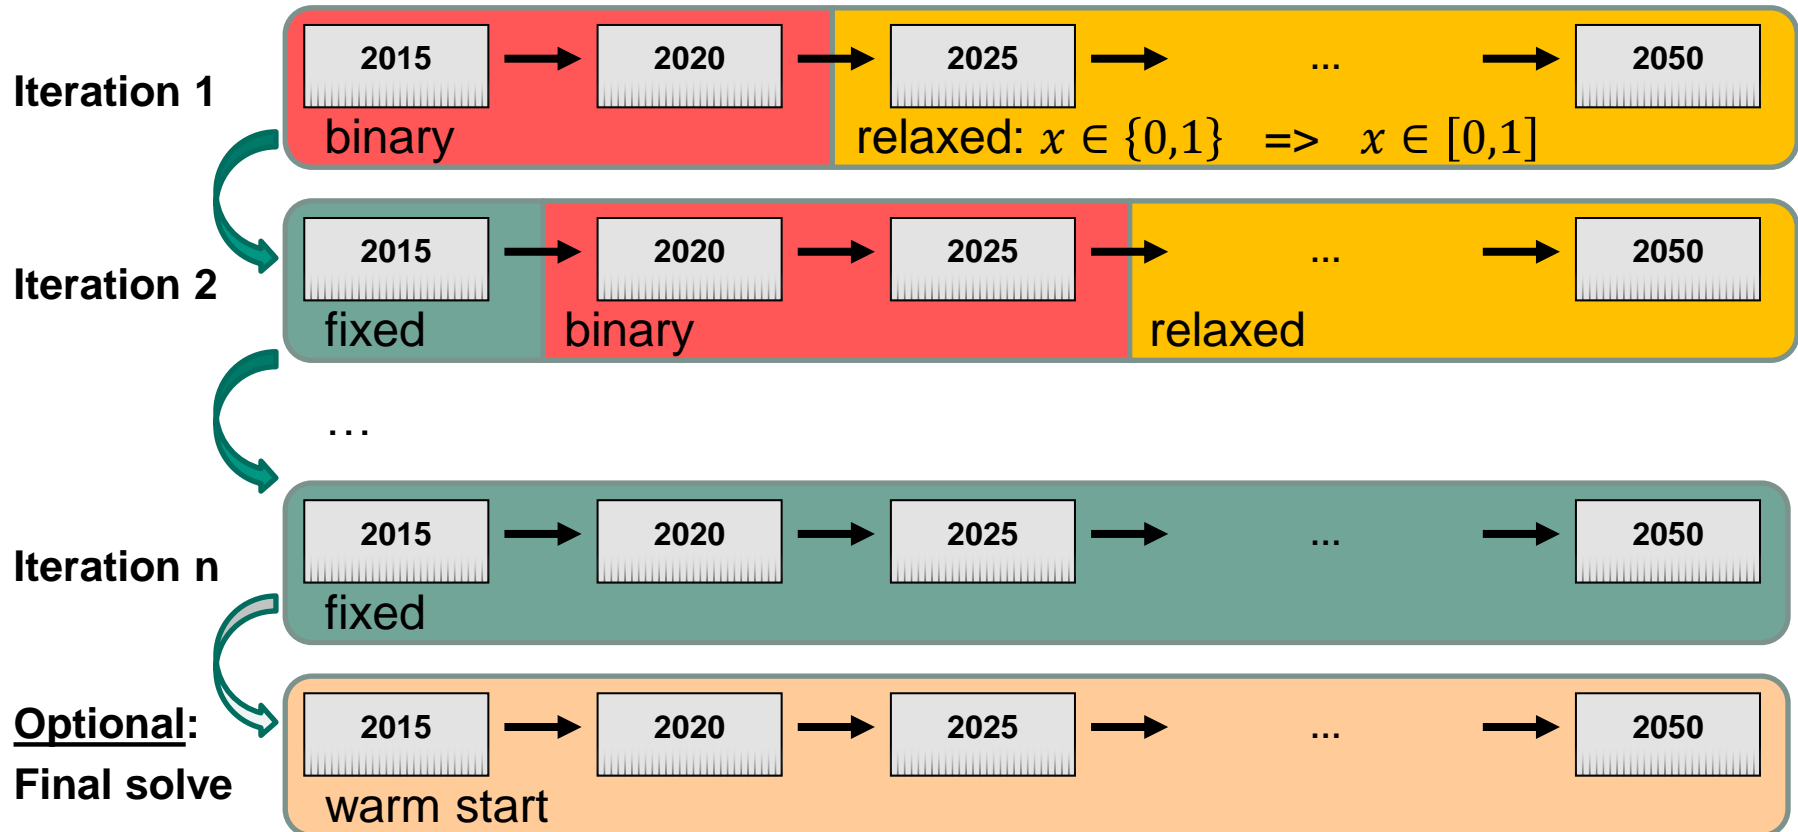 2015 2020 2025 ... 2050
Iteration 1
binary relaxed: x ∈ {0,1} => x ∈ [0,1]
2015 2020 2025 ... 2050
Iteration 2
fixed binary relaxed
...
2015 2020 2025 ... 2050
Iteration n
fixed
2015 2020 2025 ... 2050
Optional:
Final solve
warm start